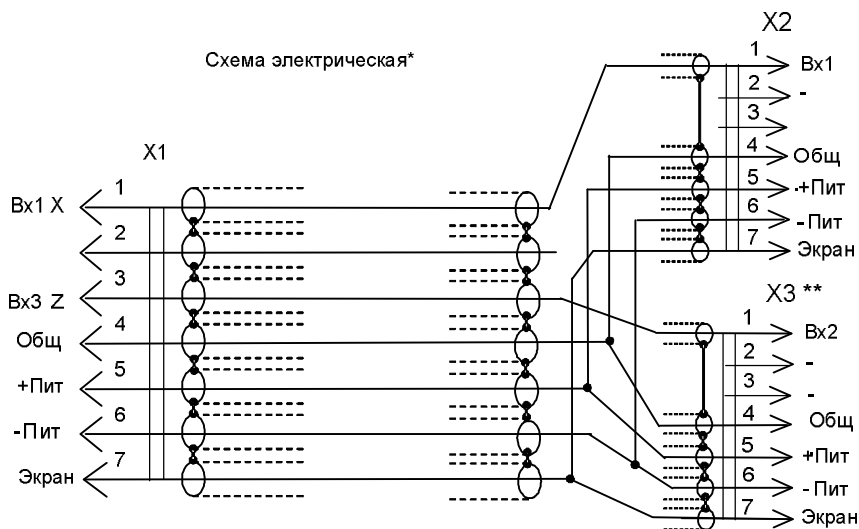 Схема электрическая*
X1
Вх1 X
1
2
Вх3 Z
3
Общ
4
+Пит
5
-Пит
6
Экран
7
X2
1
Вх1
2
-
3
4
Общ
5
+Пит
6
-Пит
7
Экран
X3 **
1
Вх2
2
-
3
-
4
Общ
5
+Пит
6
-Пит
7
Экран